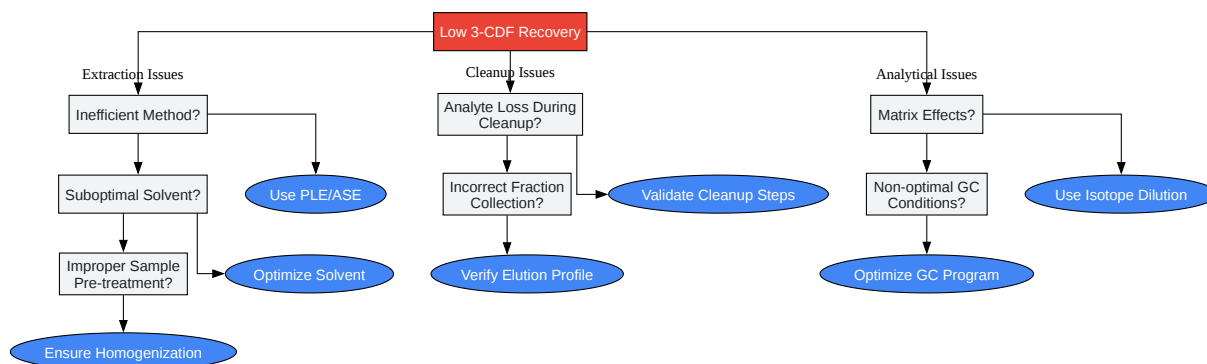 Low 3-CDF Recovery
Extraction Issues
Cleanup Issues
Analytical Issues
Inefficient Method?
Analyte Loss During
Cleanup?
Matrix Effects?
Suboptimal Solvent?
Use PLE/ASE
Incorrect Fraction
Collection?
Validate Cleanup Steps
Non-optimal GC
Conditions?
Use Isotope Dilution
Improper Sample
Pre-treatment?
Optimize Solvent
Verify Elution Profile
Optimize GC Program
Ensure Homogenization